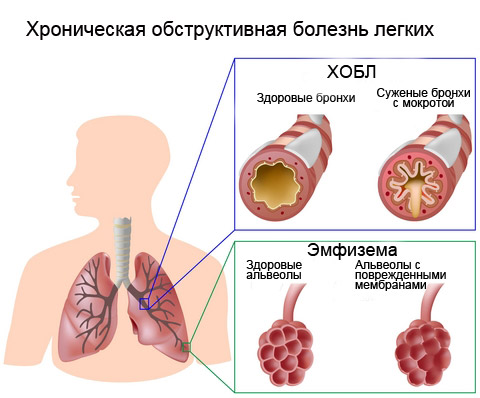 Хроническая обструктивная болезнь легких
ХОБЛ
Здоровые бронхи
Суженые бронхи
с мокротой
Эмфизема
Здоровые
альвеолы
Альвеолы с
поврежденными
мембранами